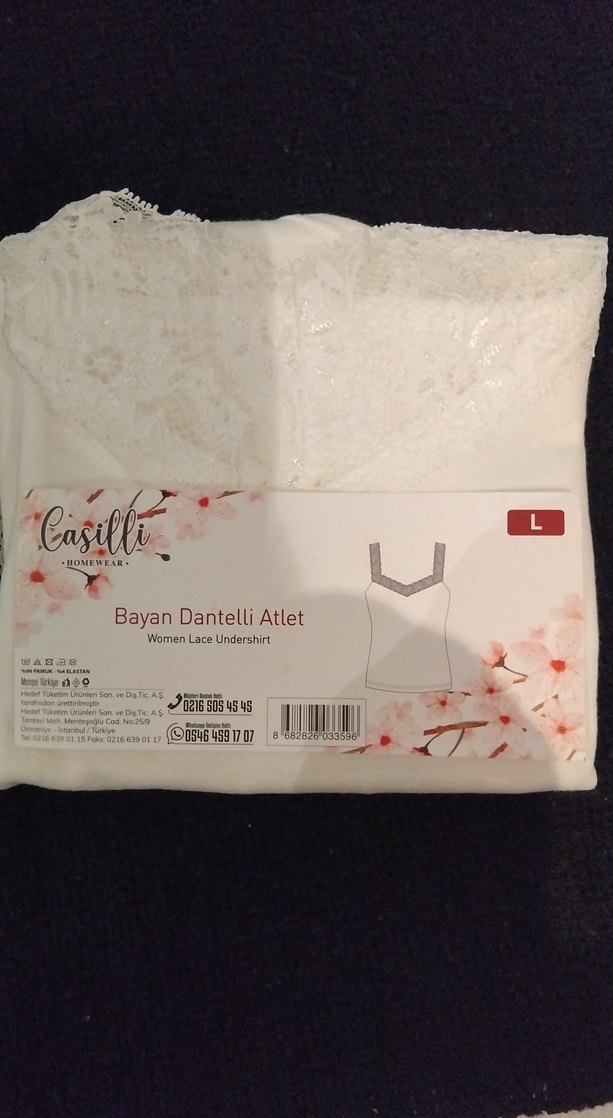 L
Casilli
• HOMEWEAR •
Bayan Dantelli Atlet
Women Lace Undershirt
%96 PAMUK - %4 ELASTAN
Menşei Türkiye
Hedef Tüketim Ürünleri San. ve Dış.Tic. A.Ş.
tarafından ürettirilmiştir.
Hedef Tüketim Ürünleri San. ve Dış.Tic. A.Ş.
Tantavi Mah. Menteşoğlu Cad. No:25/9
Ümraniye - İstanbul / Türkiye
Tel: 0216 639 01 15 Faks: 0216 639 01 17
Müşteri Destek Hattı:
0216 505 45 45
Whatsapp İletişim Hattı:
0546 459 17 07
8 682826 033596